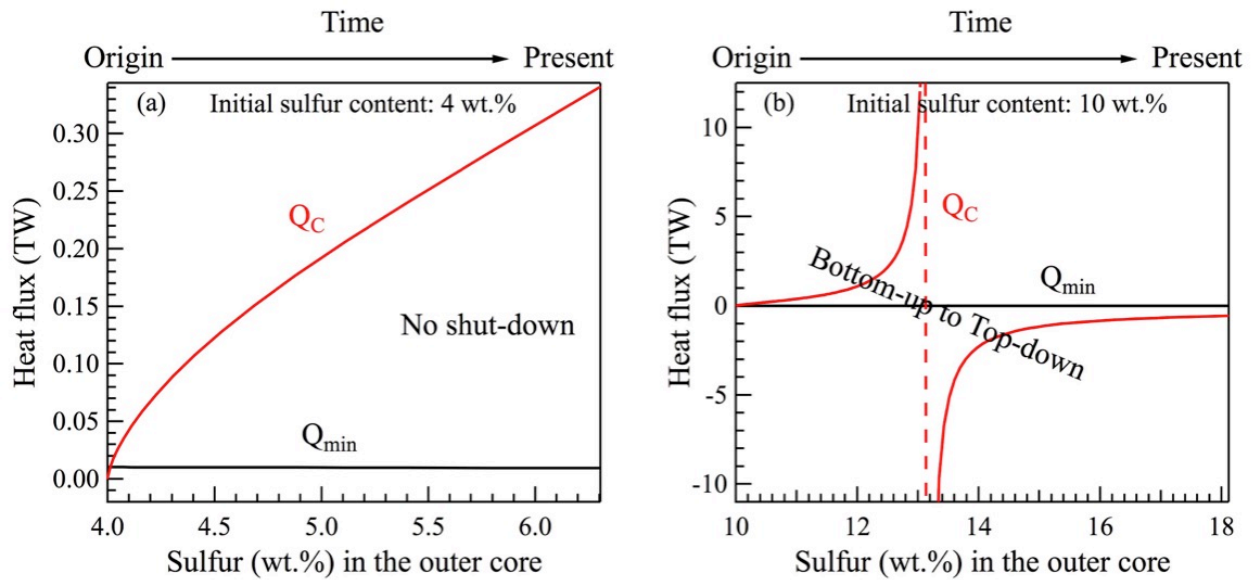 Time
Origin Present
(a) Initial sulfur content: 4 wt.%
0.30
0.25
0.20
0.15
0.10
0.05
0.00
Heat flux (TW)
Q_C
No shut-down
Q_min
4.0 4.5 5.0 5.5 6.0
Sulfur (wt.%) in the outer core
Time
Origin Present
(b) Initial sulfur content: 10 wt.%
10
5
0
-5
-10
Heat flux (TW)
Q_C
Q_min
Bottom-up to Top-down
10 12 14 16 18
Sulfur (wt.%) in the outer core